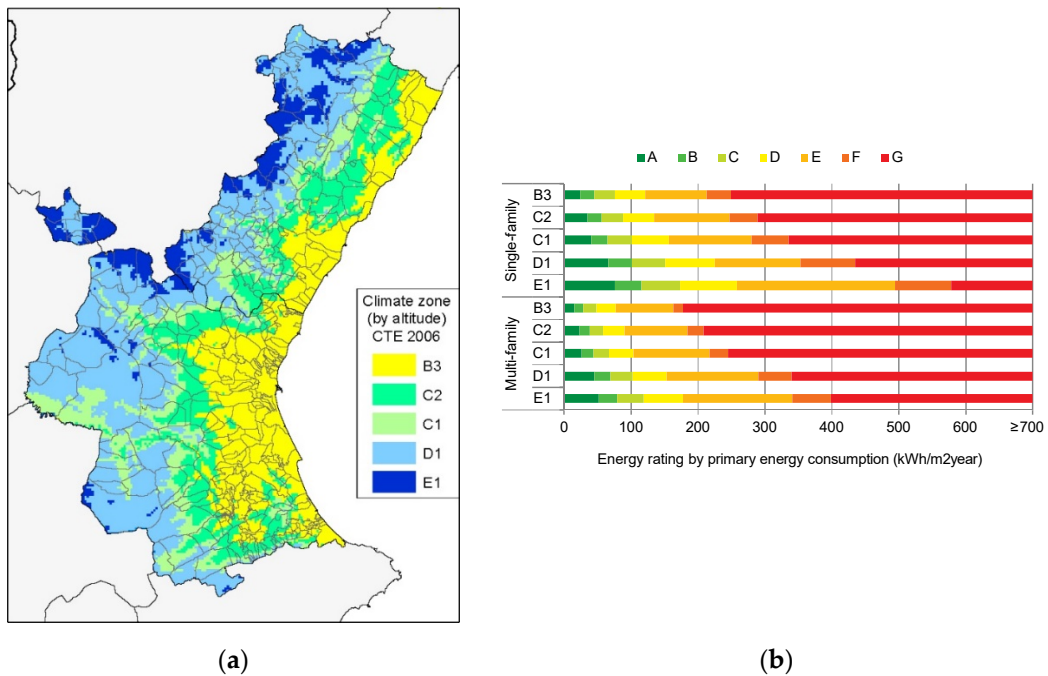 Climate zone
(by altitude)
CTE 2006
B3
C2
C1
D1
E1
(a)
A B C D E F G
Single-family
B3
C2
C1
D1
E1
Multi-family
B3
C2
C1
D1
E1
0 100 200 300 400 500 600 ≥700
Energy rating by primary energy consumption (kWh/m2year)
(b)